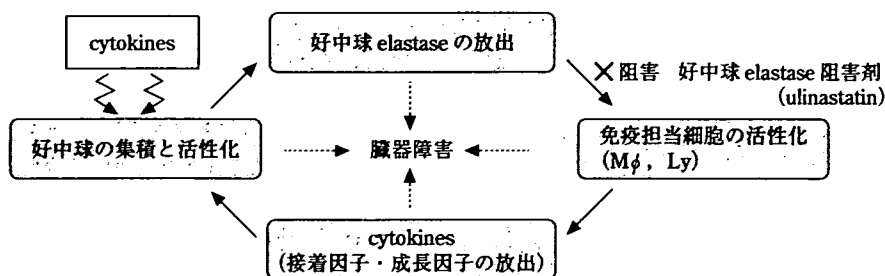 cytokines
好中球 elastase の放出
×阻害 好中球 elastase 阻害剤
(ulinastatin)
好中球の集積と活性化
臓器障害
免疫担当細胞の活性化
(Mφ, Ly)
cytokines
(接着因子・成長因子の放出)